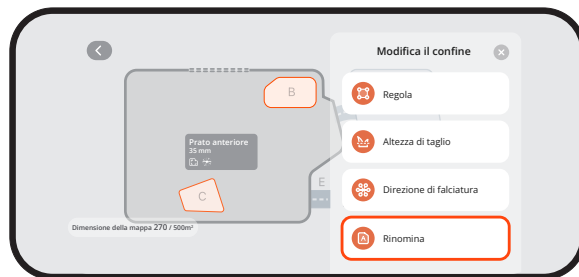 Modifica il confine
B
Regola
Prato anteriore
35 mm
Altezza di taglio
E
Direzione di falciatura
C
Dimensione della mappa 270 / 500m²
A
Rinomina